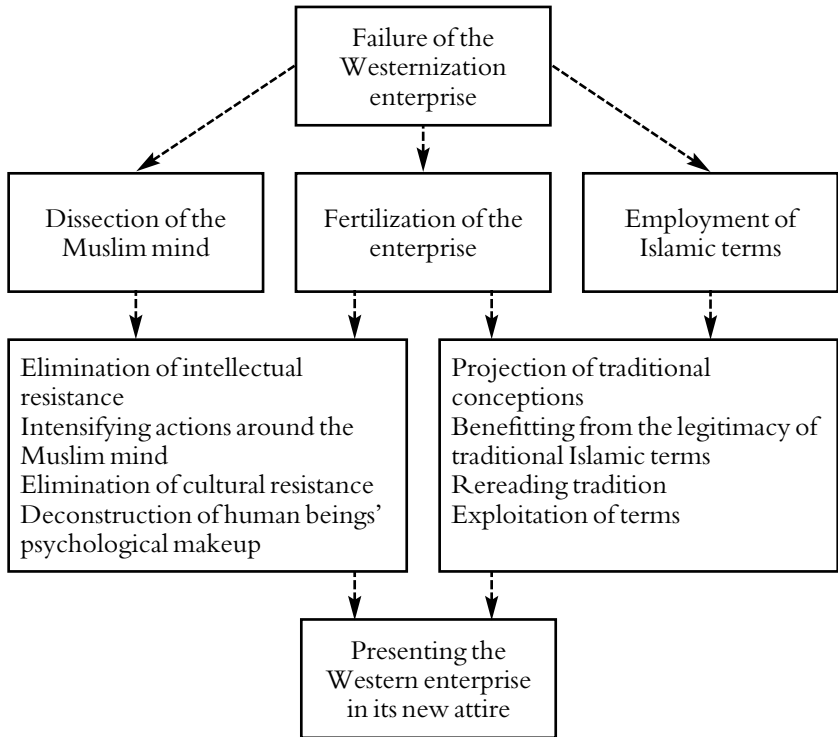 Failure of the
Westernization
enterprise
Dissection of the
Muslim mind
Fertilization of the
enterprise
Employment of
Islamic terms
Elimination of intellectual
resistance
Intensifying actions around the
Muslim mind
Elimination of cultural resistance
Deconstruction of human beings’
psychological makeup
Projection of traditional
conceptions
Benefitting from the legitimacy of
traditional Islamic terms
Rereading tradition
Exploitation of terms
Presenting the
Western enterprise
in its new attire